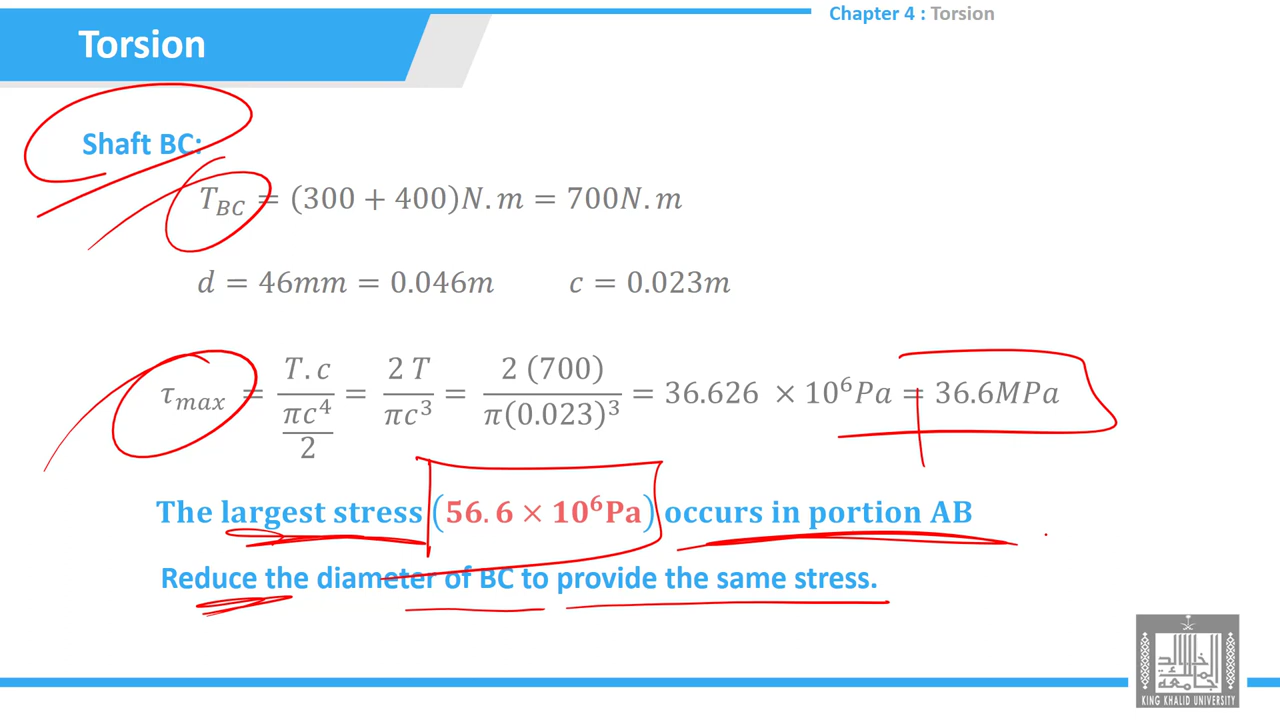 Chapter 4 : Torsion
Torsion
Shaft BC:
T_BC = (300 + 400)N.m = 700N.m
d = 46mm = 0.046m c = 0.023m
τ_max = T.c / (πc⁴ / 2) = 2 T / πc³ = 2 (700) / π(0.023)³ = 36.626 × 10⁶Pa = 36.6MPa
The largest stress (56.6 × 10⁶Pa) occurs in portion AB
Reduce the diameter of BC to provide the same stress.
KING KHALID UNIVERSITY